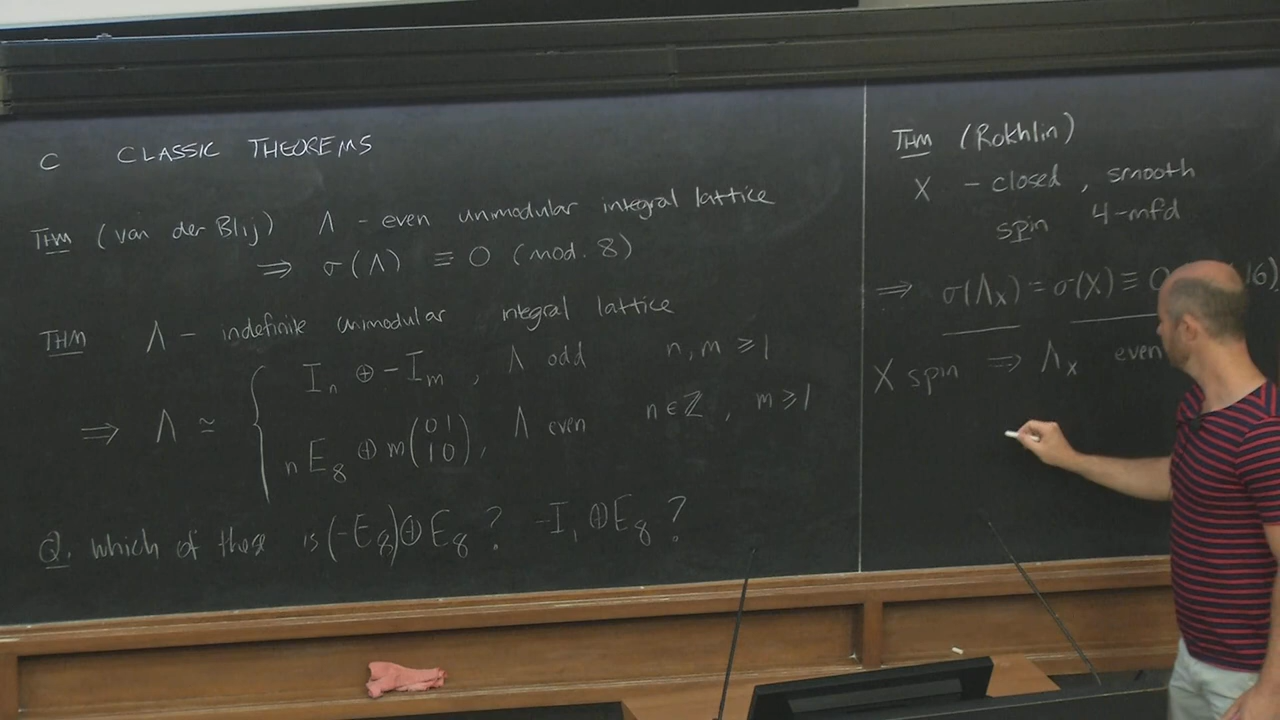 C CLASSIC THEOREMS
THM (van der Blij) Λ - even unimodular integral lattice
⇒ σ(Λ) ≡ 0 (mod. 8)
THM Λ - indefinite unimodular integral lattice
⇒ Λ ≃ { I_n ⊕ -I_m , Λ odd n, m ⩾ 1
n E_8 ⊕ m(0 1 1 0), Λ even n ∈ ℤ, m ⩾ 1
Q. which of these is (-E_8) ⊕ E_8 ? -I_1 ⊕ E_8 ?
THM (Rokhlin)
X - closed, smooth
spin 4-mfd
⇒ σ(Λ_X) = σ(X) ≡ 0 16)
X spin ⇒ Λ_X even